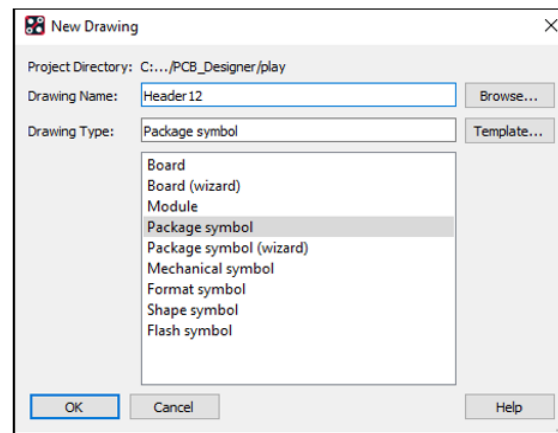 New Drawing
Project Directory: C:.../PCB_Designer/play
Drawing Name: Header12 Browse...
Drawing Type: Package symbol Template...
Board
Board (wizard)
Module
Package symbol
Package symbol (wizard)
Mechanical symbol
Format symbol
Shape symbol
Flash symbol
OK Cancel Help